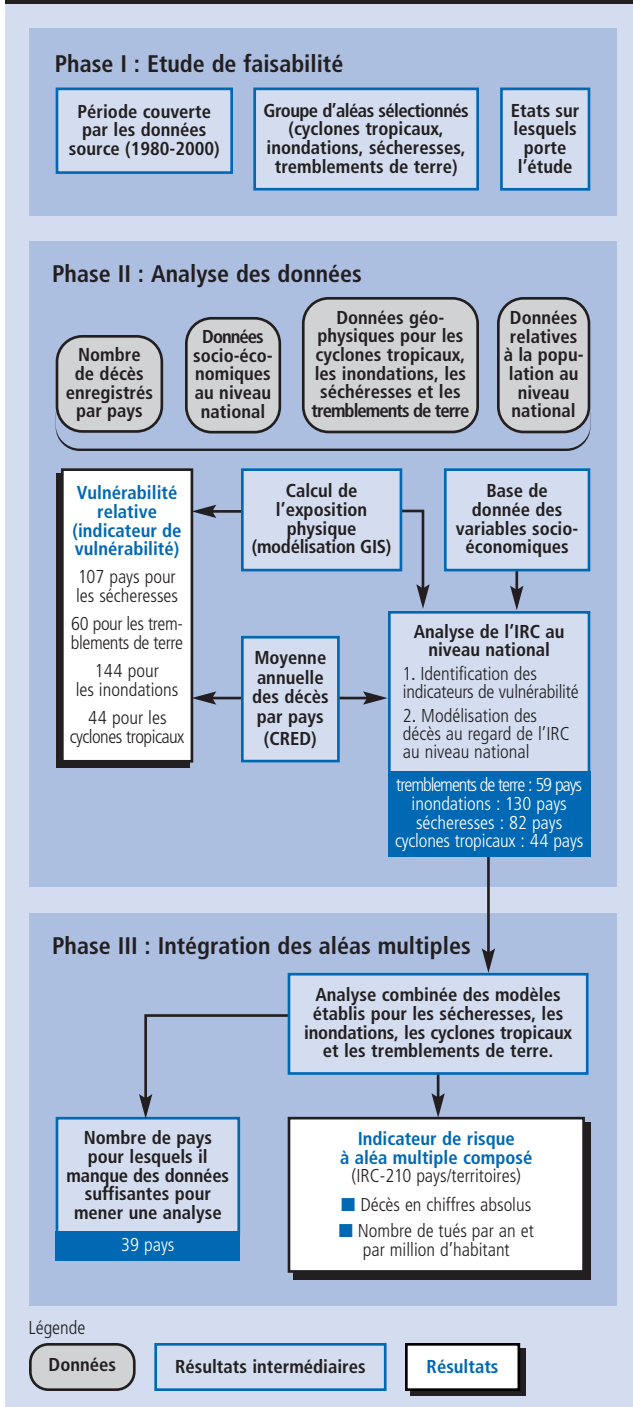 Phase I : Etude de faisabilité
Période couverte
par les données
source (1980-2000)
Groupe d'aléas sélectionnés
(cyclones tropicaux,
inondations, sécheresses,
tremblements de terre)
Etats sur
lesquels
porte
l'étude
Phase II : Analyse des données
Nombre
de décès
enregistrés
par pays
Données
socio-éco-
nomiques
au niveau
national
Données géo-
physiques pour les
cyclones tropicaux,
les inondations, les
séchéresses et les
tremblements de terre
Données
relatives
à la popu-
lation au
niveau
national
Vulnérabilité
relative
(indicateur de
vulnérabilité)
107 pays pour
les sécheresses
60 pour les trem-
blements de terre
144 pour
les inondations
44 pour les
cyclones tropicaux
Calcul de
l'exposition
physique
(modélisation GIS)
Base de
donnée des
variables socio-
économiques
Moyenne
annuelle
des décès
par pays
(CRED)
Analyse de l'IRC au
niveau national
1. Identification des
indicateurs de vulnérabilité
2. Modélisation des
décès au regard de l'IRC
au niveau national
tremblements de terre : 59 pays
inondations : 130 pays
sécheresses : 82 pays
cyclones tropicaux : 44 pays
Phase III : Intégration des aléas multiples
Analyse combinée des modèles
établis pour les sécheresses, les
inondations, les cyclones tropicaux
et les tremblements de terre.
Nombre de pays
pour lesquels il
manque des données
suffisantes pour
mener une analyse
39 pays
Indicateur de risque
à aléa multiple composé
(IRC-210 pays/territoires)
■ Décès en chiffres absolus
■ Nombre de tués par an et
par million d'habitant
Légende
Données
Résultats intermédiaires
Résultats